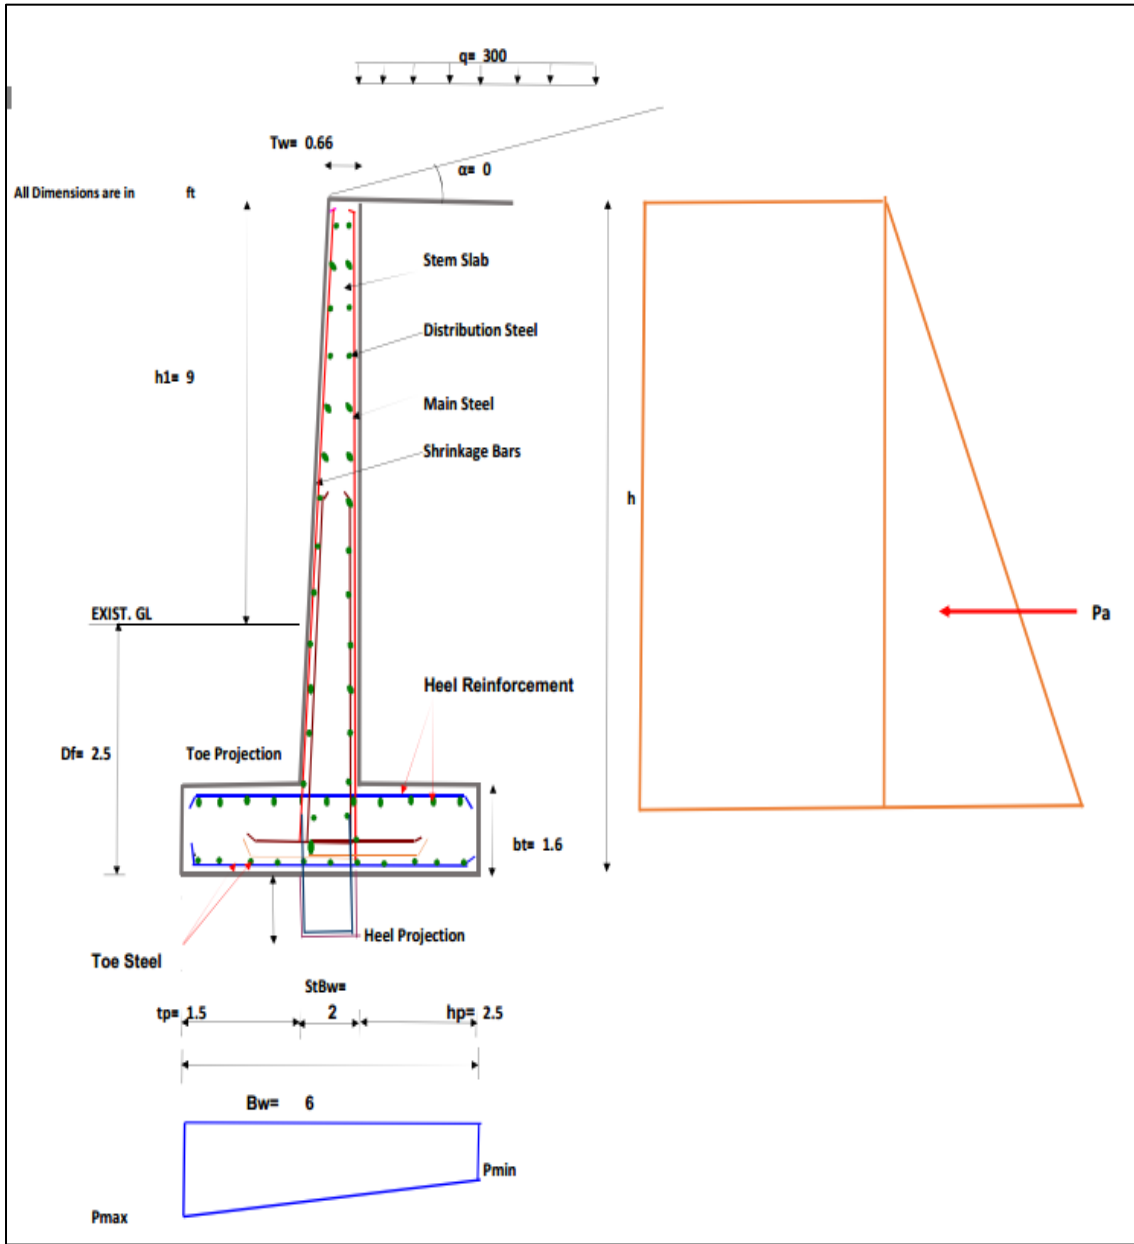 q= 300
Tw= 0.66
α= 0
All Dimensions are in ft
Stem Slab
Distribution Steel
h1= 9
Main Steel
Shrinkage Bars
h
EXIST. GL
Pa
Heel Reinforcement
Df= 2.5
Toe Projection
bt= 1.6
Heel Projection
Toe Steel
StBw=
tp= 1.5
2
hp= 2.5
Bw= 6
Pmin
Pmax